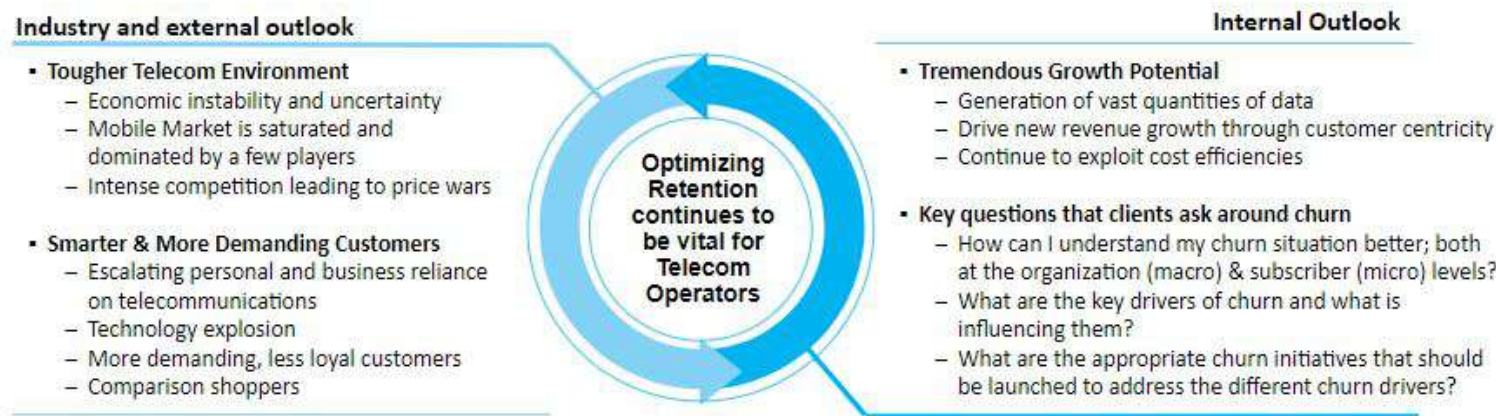 Industry and external outlook
▪ Tougher Telecom Environment
– Economic instability and uncertainty
– Mobile Market is saturated and
dominated by a few players
– Intense competition leading to price wars
▪ Smarter & More Demanding Customers
– Escalating personal and business reliance
on telecommunications
– Technology explosion
– More demanding, less loyal customers
– Comparison shoppers
Optimizing
Retention
continues to
be vital for
Telecom
Operators
Internal Outlook
▪ Tremendous Growth Potential
– Generation of vast quantities of data
– Drive new revenue growth through customer centricity
– Continue to exploit cost efficiencies
▪ Key questions that clients ask around churn
– How can I understand my churn situation better; both
at the organization (macro) & subscriber (micro) levels?
– What are the key drivers of churn and what is
influencing them?
– What are the appropriate churn initiatives that should
be launched to address the different churn drivers?